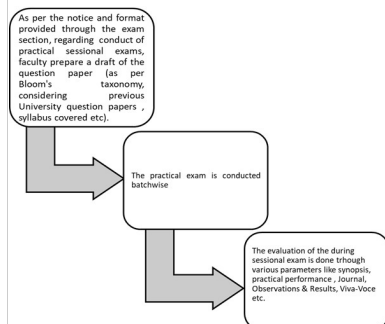 As per the notice and format
provided through the exam
section, regarding conduct of
practical sessional exams,
faculty prepare a draft of the
question paper (as per
Bloom's taxonomy,
considering previous
University question papers ,
syllabus covered etc).
The practical exam is conducted
batchwise
The evaluation of the during
sessional exam is done trhough
various parameters like synopsis,
practical performance , Journal,
Observations & Results, Viva-Voce
etc.